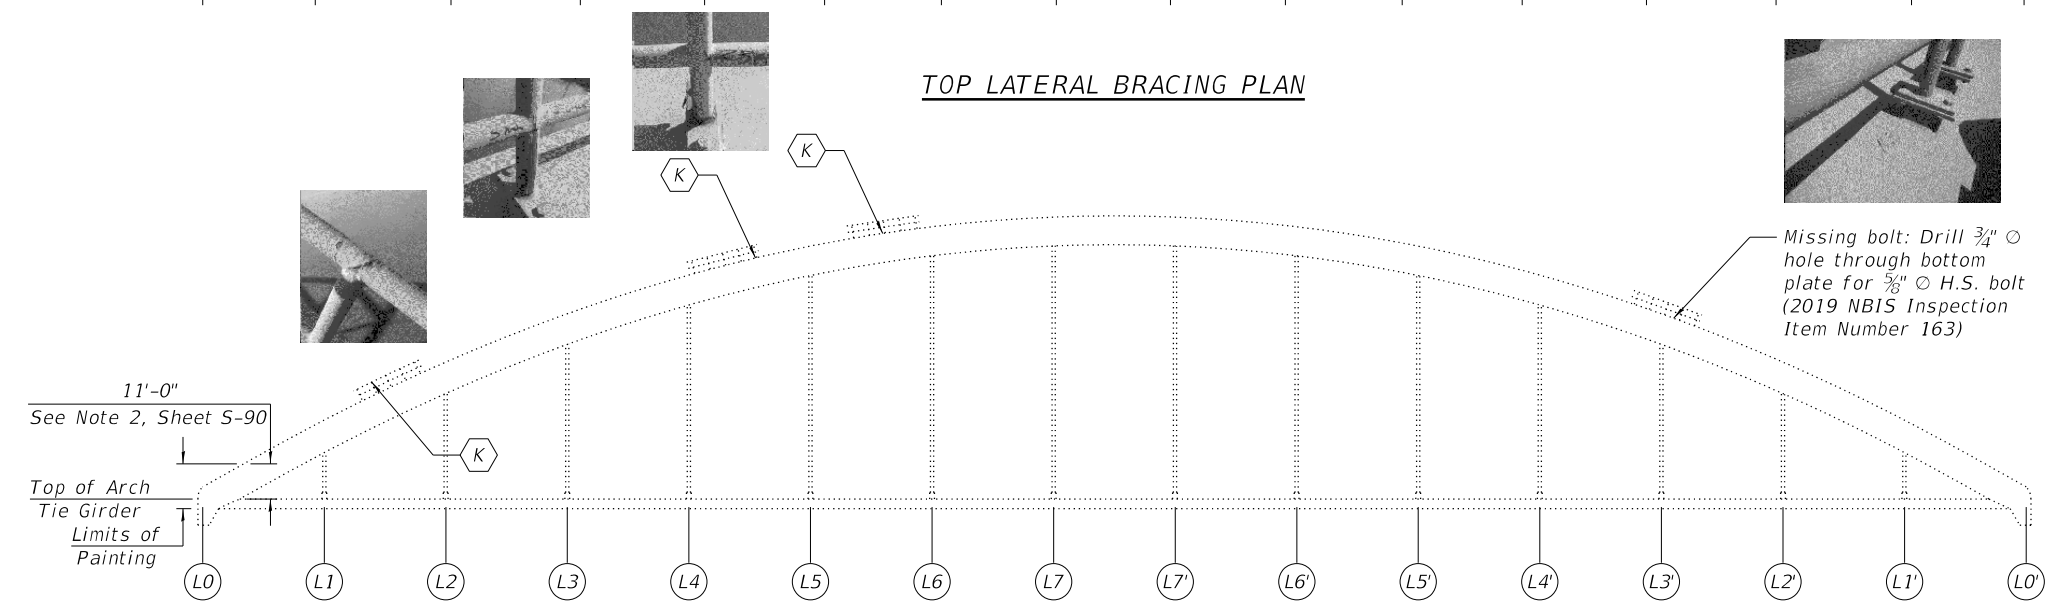 TOP LATERAL BRACING PLAN
K
K
Missing bolt: Drill 3/4" ∅
hole through bottom
plate for 5/8" ∅ H.S. bolt
(2019 NBIS Inspection
Item Number 163)
11'-0"
See Note 2, Sheet S-90
K
Top of Arch
Tie Girder
Limits of
Painting
L0 L1 L2 L3 L4 L5 L6 L7 L7' L6' L5' L4' L3' L2' L1' L0'